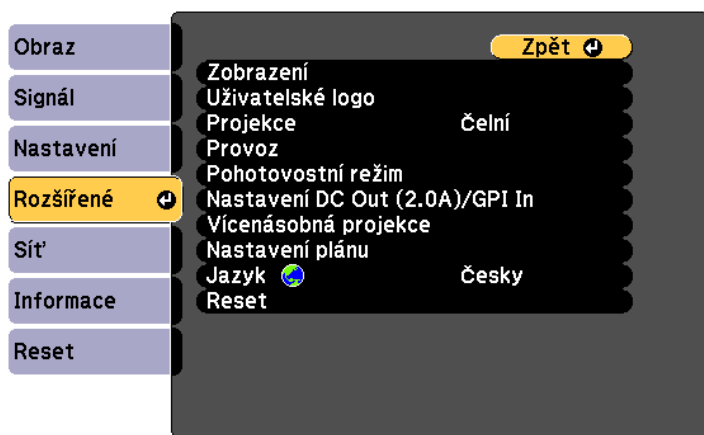 Obraz
Signál
Nastavení
Rozšířené
Síť
Informace
Reset
Zpět
Zobrazení
Uživatelské logo
Projekce Čelní
Provoz
Pohotovostní režim
Nastavení DC Out (2.0A)/GPI In
Vícenásobná projekce
Nastavení plánu
Jazyk Česky
Reset